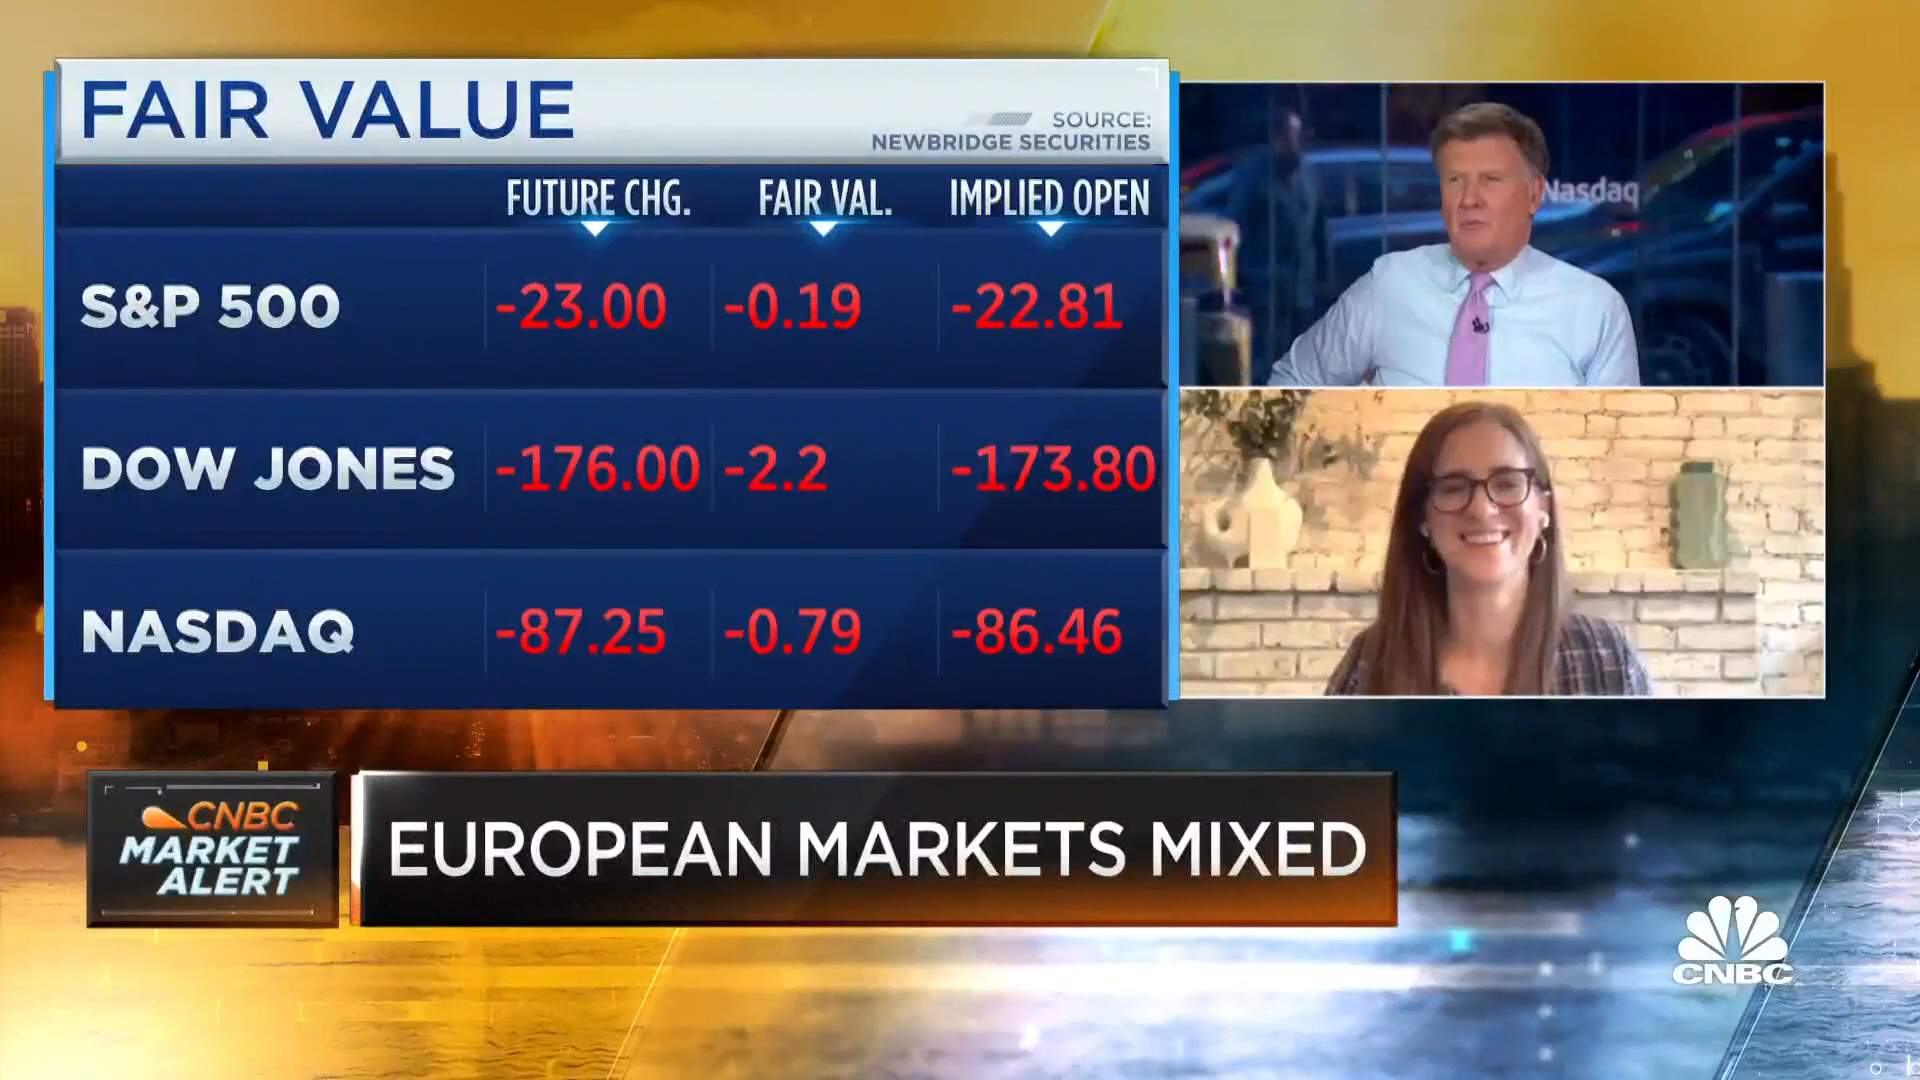 FAIR VALUE
SOURCE:
NEWBRIDGE SECURITIES
FUTURE CHG. FAIR VAL. IMPLIED OPEN
S&P 500 -23.00 -0.19 -22.81
DOW JONES -176.00 -2.2 -173.80
NASDAQ -87.25 -0.79 -86.46
Nasdaq
CNBC
MARKET
ALERT
EUROPEAN MARKETS MIXED
CNBC